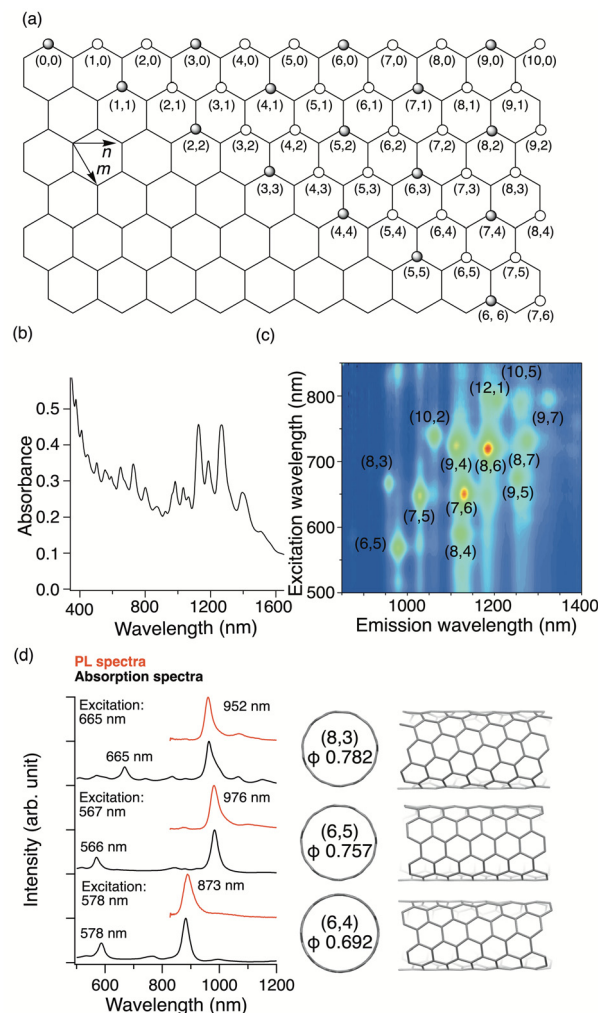 (a)
(0,0) (1,0) (2,0) (3,0) (4,0) (5,0) (6,0) (7,0) (8,0) (9,0) (10,0)
(1,1) (2,1) (3,1) (4,1) (5,1) (6,1) (7,1) (8,1) (9,1)
(2,2) (3,2) (4,2) (5,2) (6,2) (7,2) (8,2) (9,2)
n
m
(3,3) (4,3) (5,3) (6,3) (7,3) (8,3)
(4,4) (5,4) (6,4) (7,4) (8,4)
(5,5) (6,5) (7,5)
(6, 6) (7,6)
(b)
Absorbance
0.5
0.4
0.3
0.2
0.1
0.0
400 800 1200 1600
Wavelength (nm)
(c)
Excitation wavelength (nm)
800
700
600
500
(10,5)
(12,1)
(10,2)
(9,7)
(8,3)
(9,4) (8,6) (8,7)
(7,5)
(7,6)
(9,5)
(6,5)
(8,4)
1000 1200 1400
Emission wavelength (nm)
(d)
PL spectra
Absorption spectra
Intensity (arb. unit)
Excitation:
665 nm
952 nm
665 nm
Excitation:
567 nm
976 nm
566 nm
Excitation:
578 nm
873 nm
578 nm
600 800 1000 1200
Wavelength (nm)
(8,3)
ϕ 0.782
(6,5)
ϕ 0.757
(6,4)
ϕ 0.692